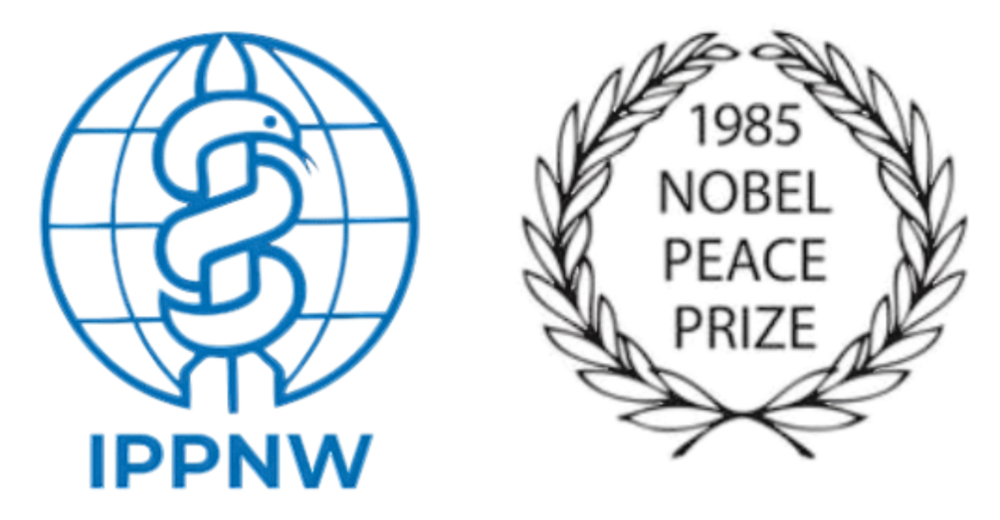 IPPNW
1985
NOBEL
PEACE
PRIZE